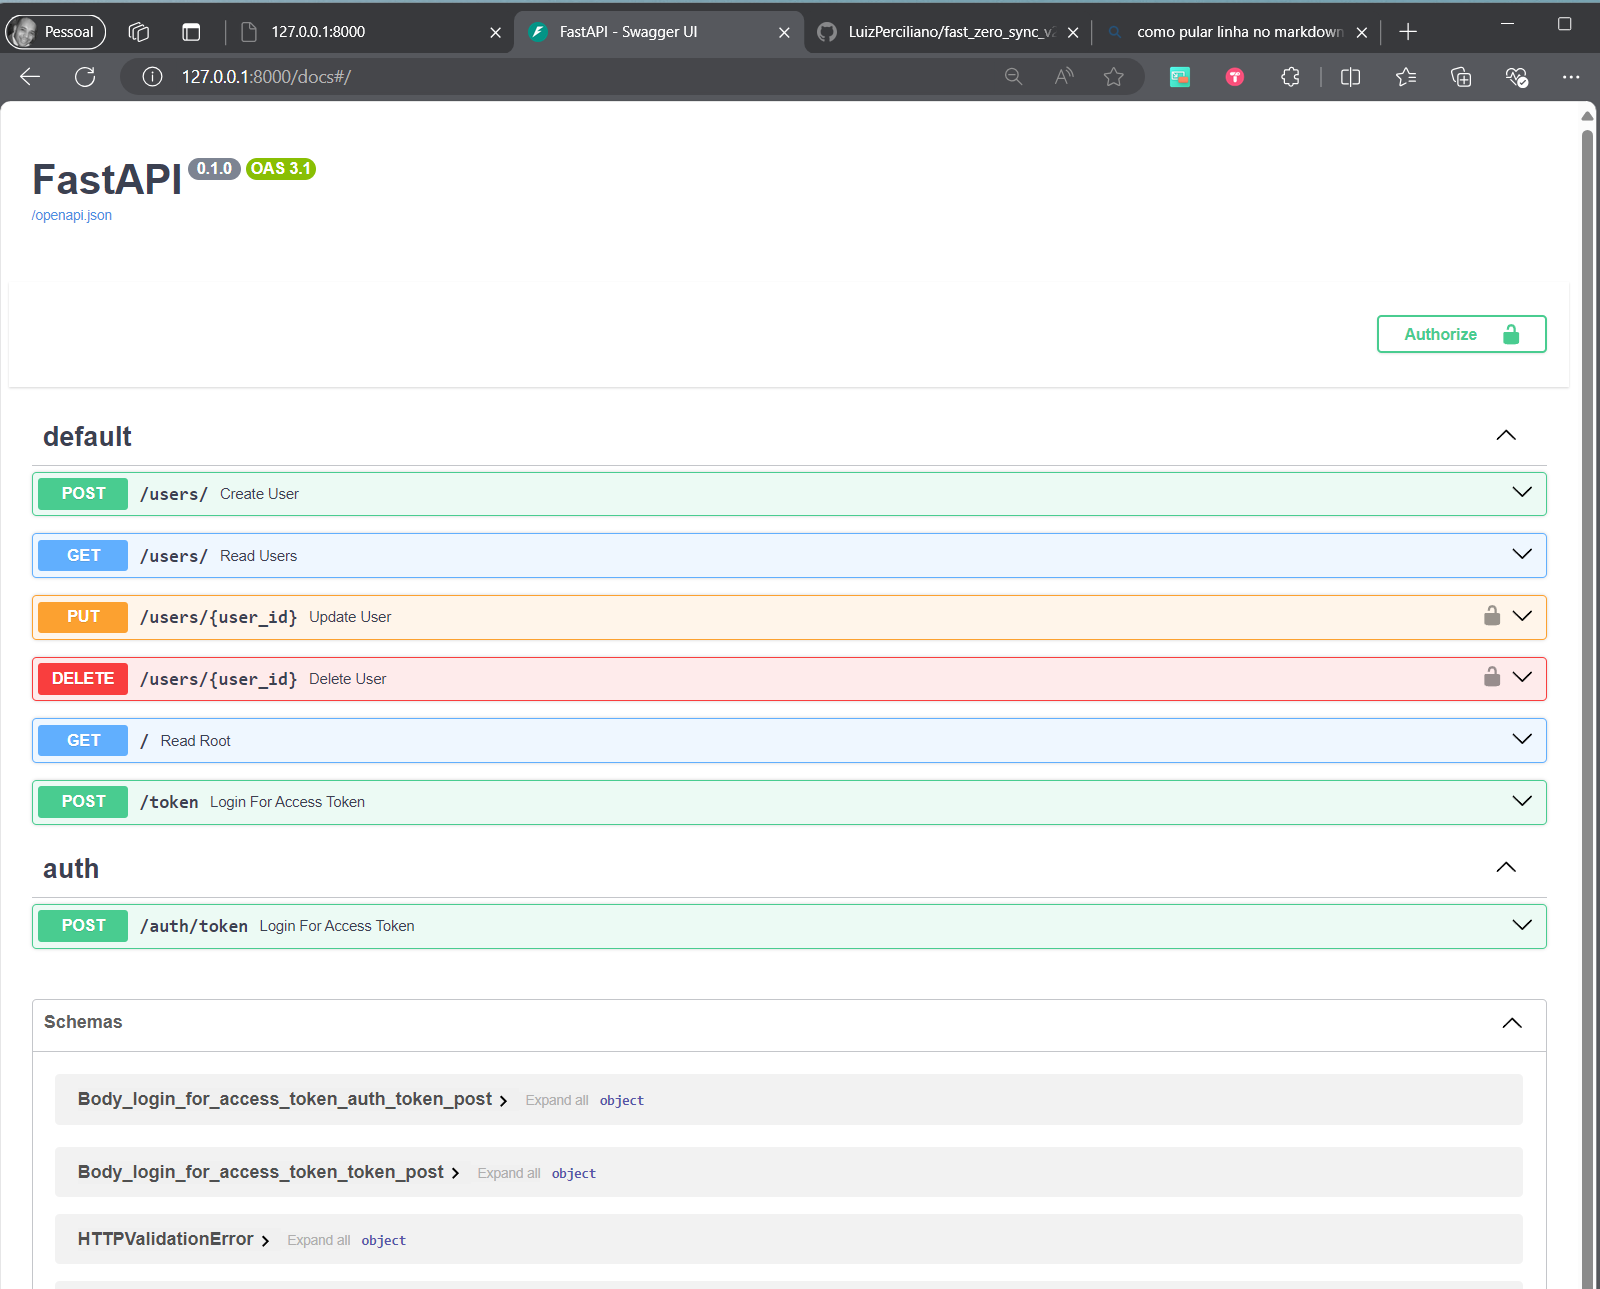 Pessoal
127.0.0.1:8000
FastAPI - Swagger UI
LuizPerciliano/fast_zero_sync_v2
como pular linha no markdown
127.0.0.1:8000/docs#/
FastAPI 0.1.0 OAS 3.1
/openapi.json
Authorize
default
POST /users/ Create User
GET /users/ Read Users
PUT /users/{user_id} Update User
DELETE /users/{user_id} Delete User
GET / Read Root
POST /token Login For Access Token
auth
POST /auth/token Login For Access Token
Schemas
Body_login_for_access_token_auth_token_post Expand all object
Body_login_for_access_token_token_post Expand all object
HTTPValidationError Expand all object